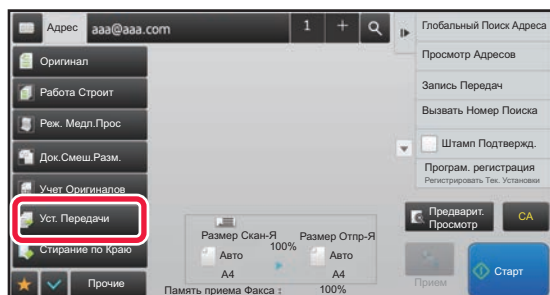 Адрес aaa@aaa.com 1 +
Оригинал
Работа Строит
Реж. Медл.Прос
Док.Смеш.Разм.
Учет Оригиналов
Уст. Передачи
Стирание по Краю
Прочие
Размер Скан-Я Размер Отпр-Я
100%
Авто Авто
A4 A4
Память приема Факса : 100%
Глобальный Поиск Адреса
Просмотр Адресов
Запись Передач
Вызвать Номер Поиска
Штамп Подтвержд.
Програм. регистрация
Регистрировать Тек. Установки
Предварит.
Просмотр
CA
Прием
Старт